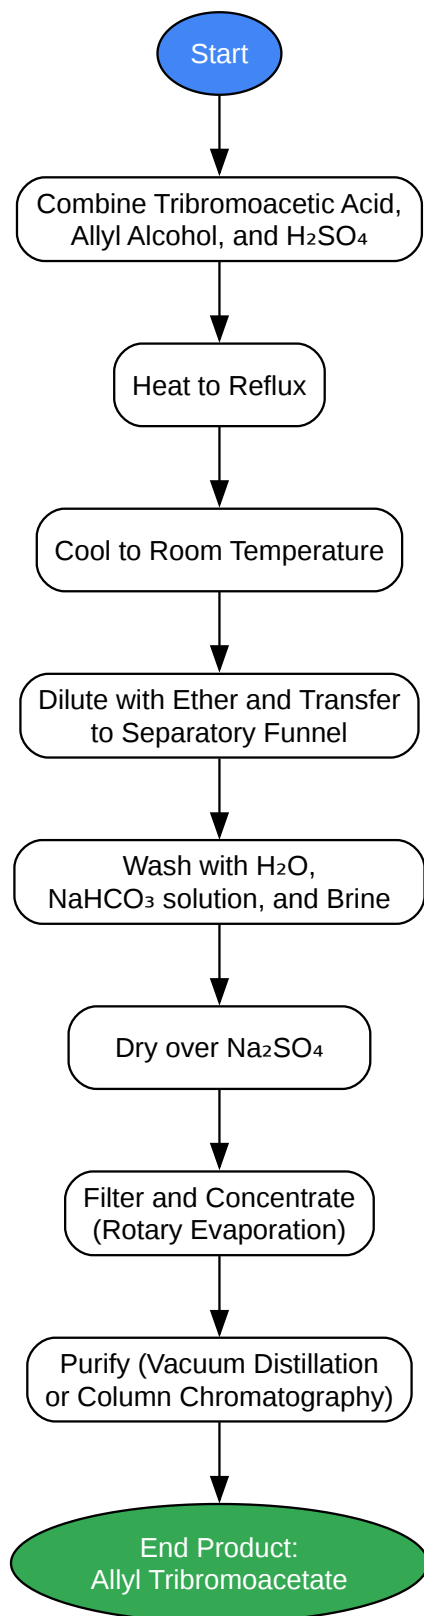 Start
Combine Tribromoacetic Acid,
Allyl Alcohol, and H₂SO₄
Heat to Reflux
Cool to Room Temperature
Dilute with Ether and Transfer
to Separatory Funnel
Wash with H₂O,
NaHCO₃ solution, and Brine
Dry over Na₂SO₄
Filter and Concentrate
(Rotary Evaporation)
Purify (Vacuum Distillation
or Column Chromatography)
End Product:
Allyl Tribromoacetate